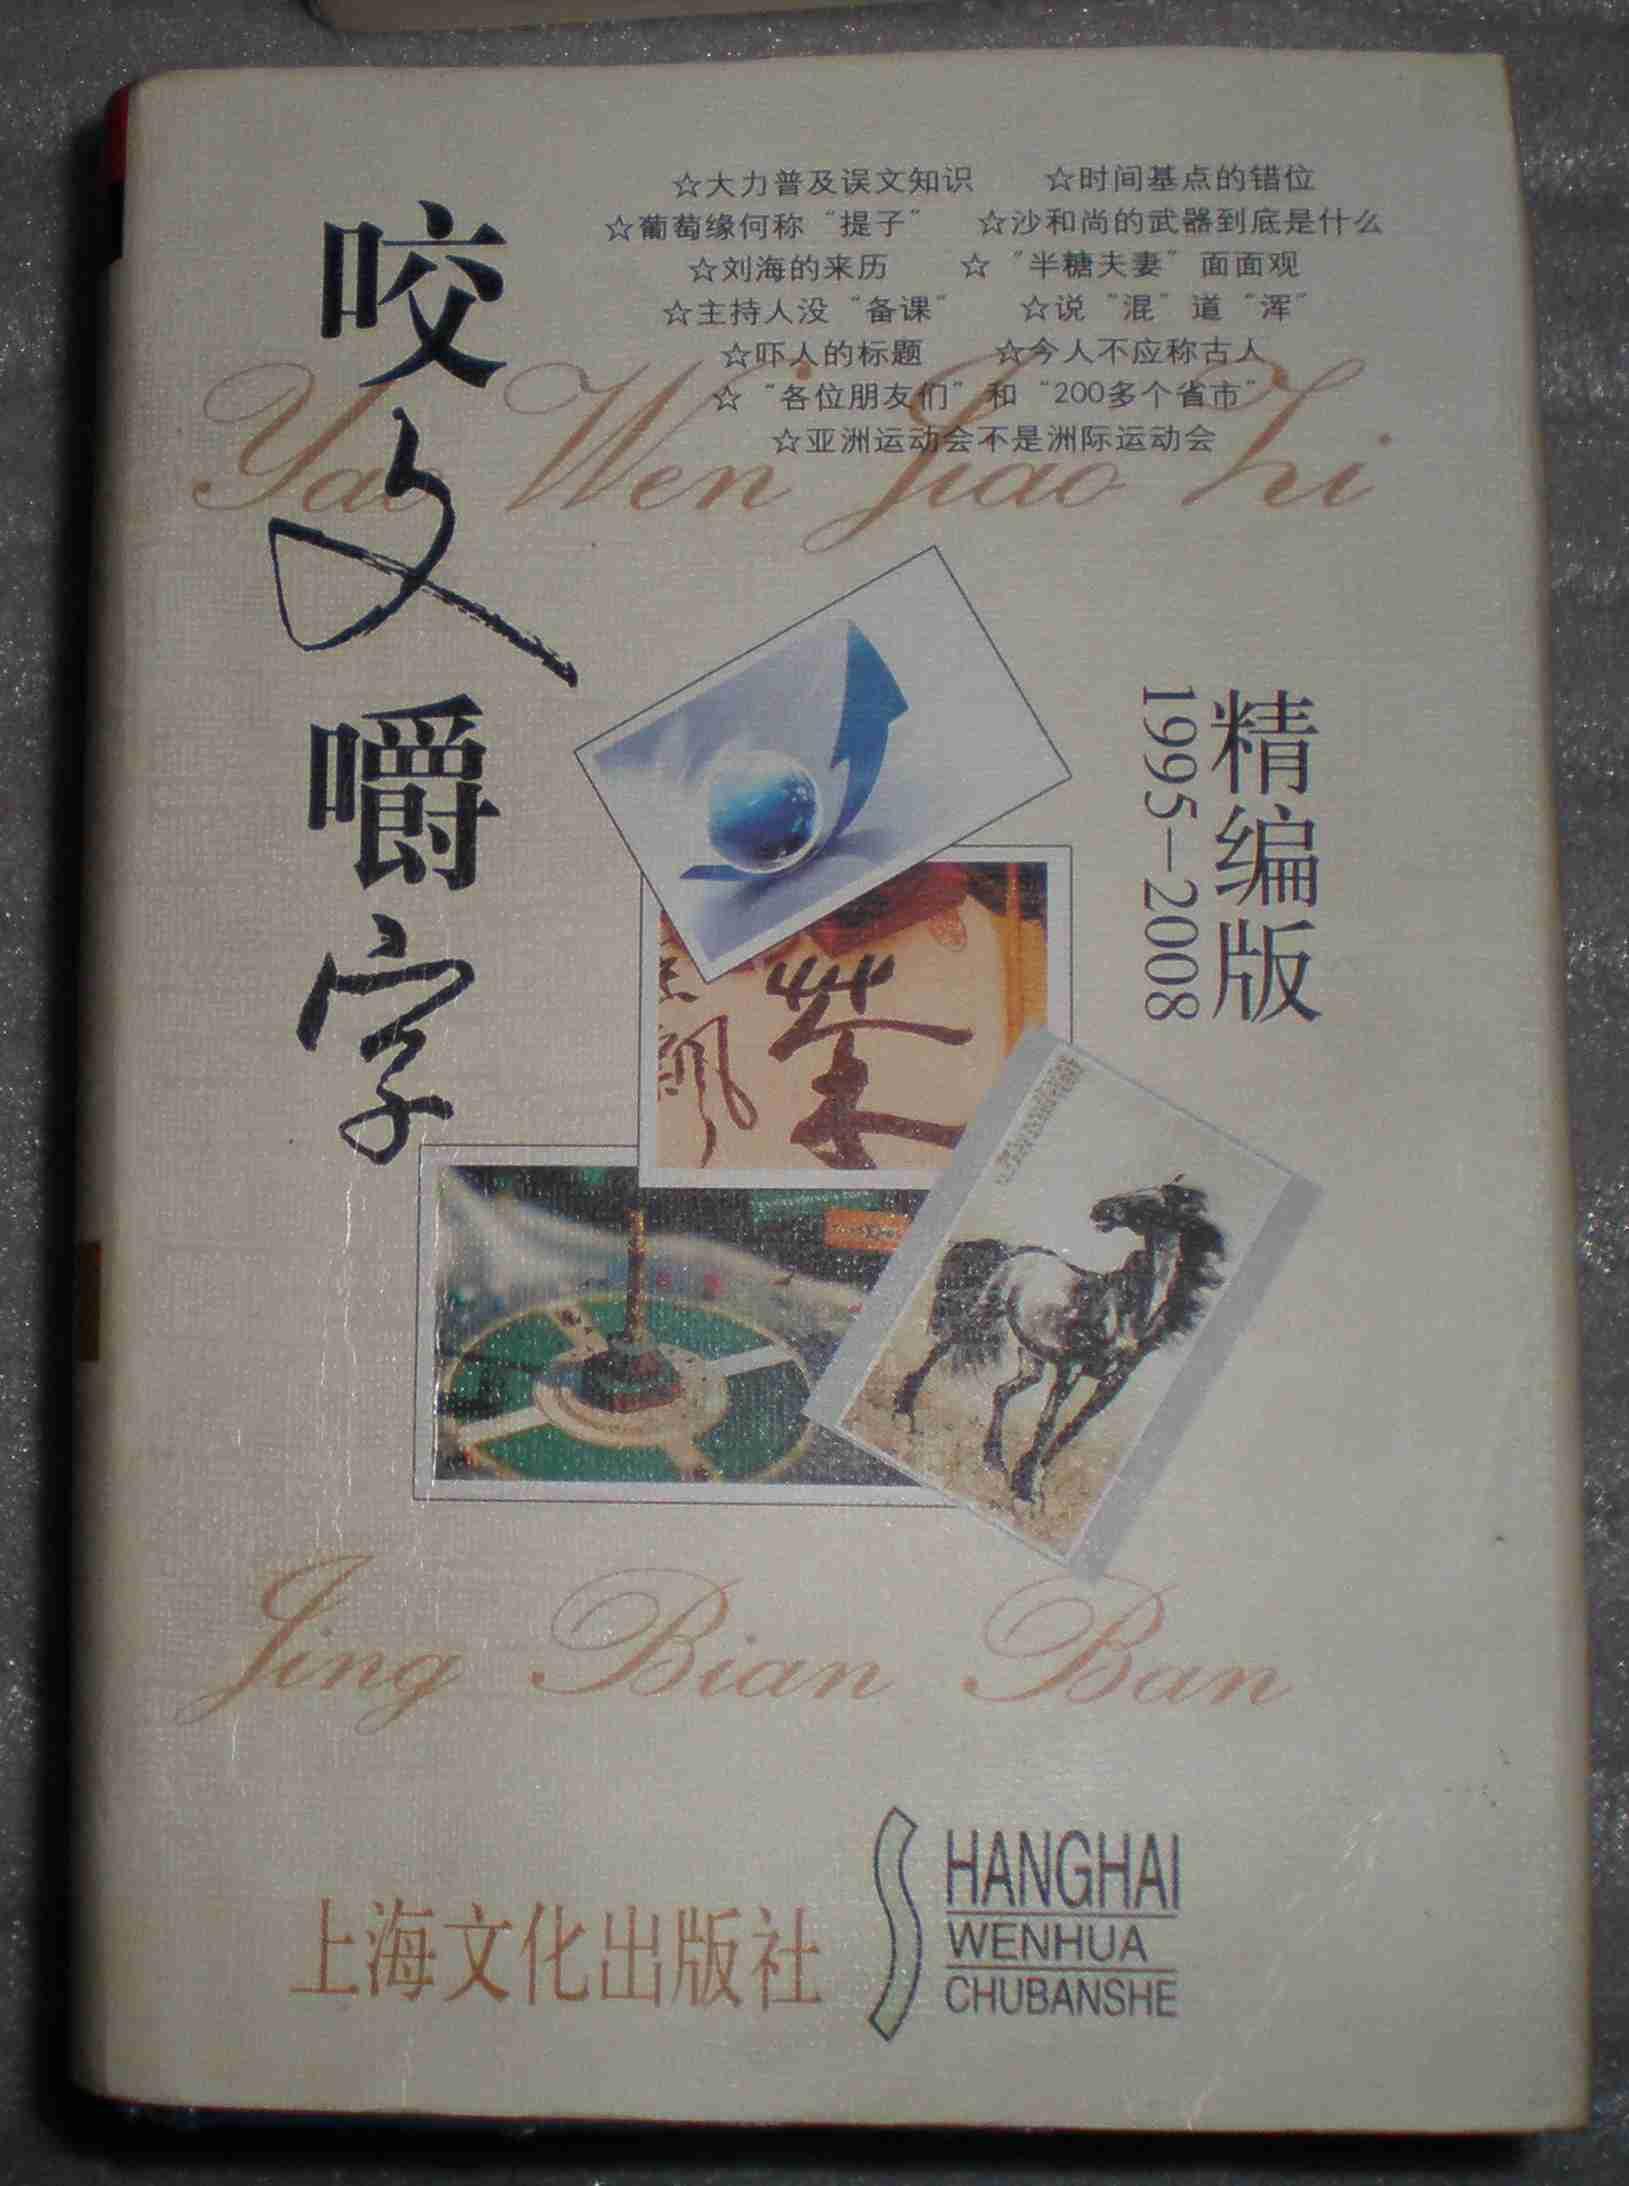 咬文嚼字
☆大力普及误文知识 ☆时间基点的错位
☆葡萄缘何称“提子” ☆沙和尚的武器到底是什么
☆刘海的来历 ☆“半糖夫妻”面面观
☆主持人没“备课” ☆说“混”道“浑”
☆吓人的标题 ☆今人不应称古人
☆“各位朋友们”和“200多个省市”
☆亚洲运动会不是洲际运动会
Yao Wen Jiao Zi
精编版
1995-2008
茶
飘
Jing Bian Ban
上海文化出版社
SHANGHAI
WENHUA
CHUBANSHE